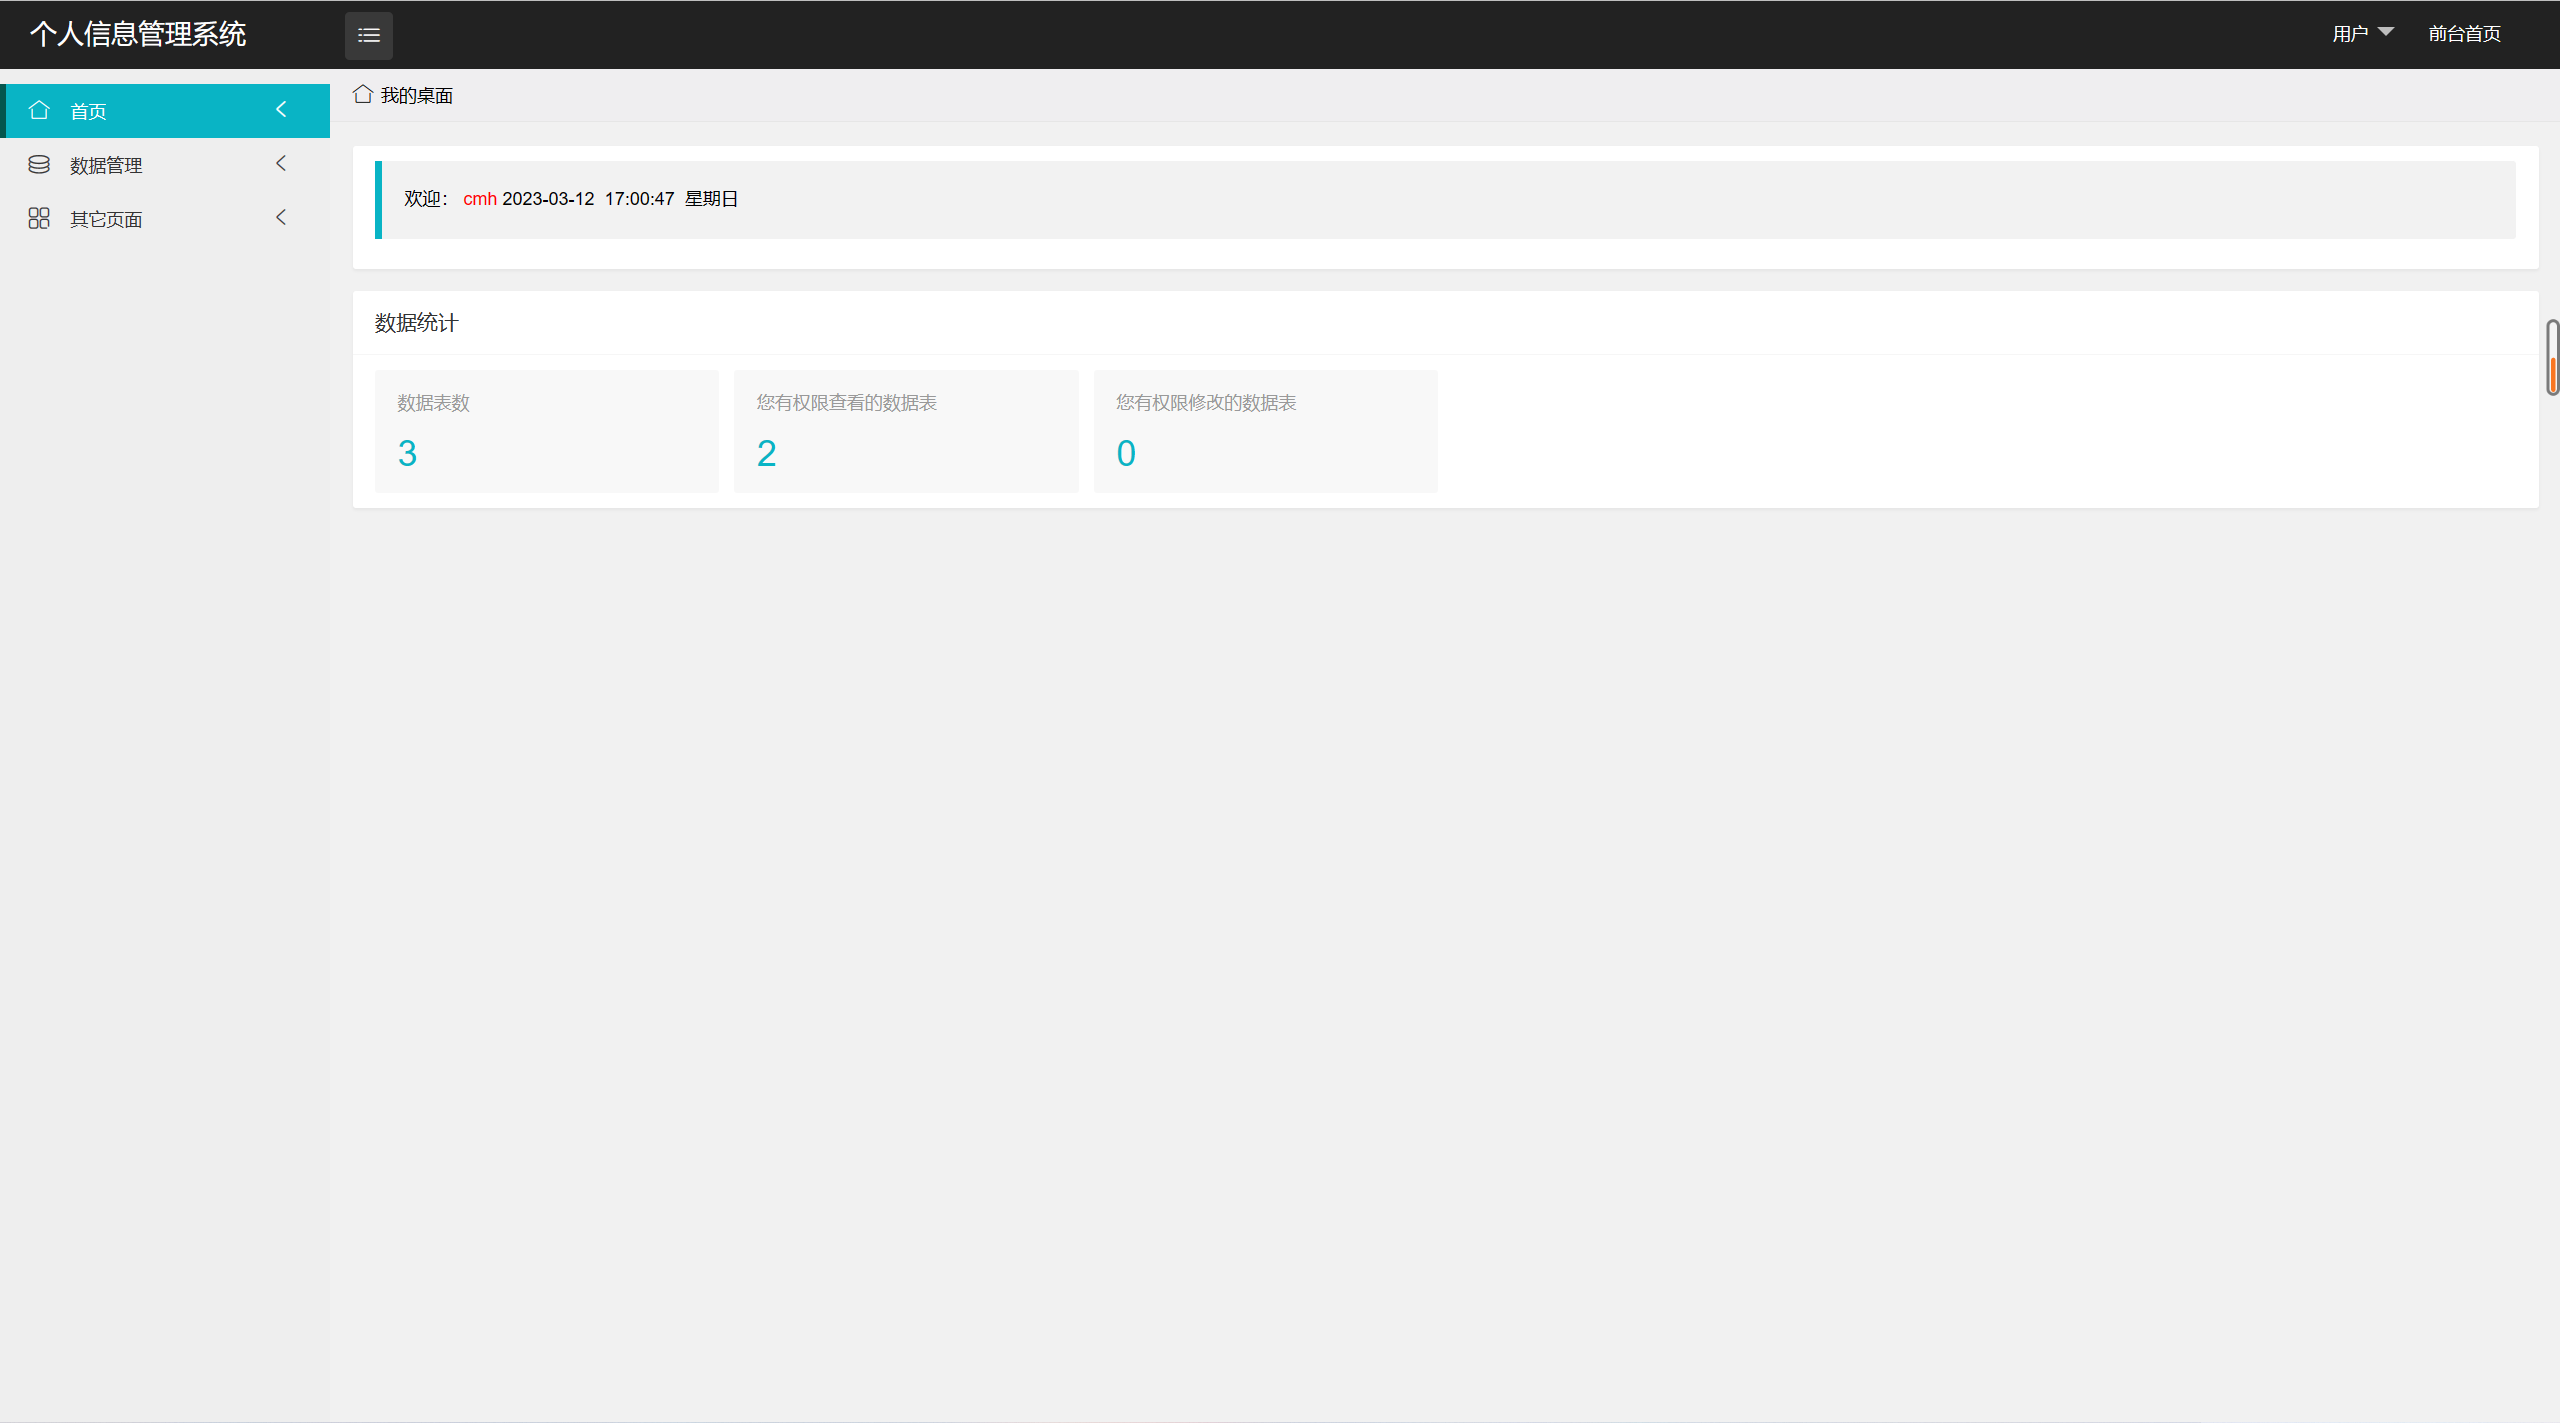 个人信息管理系统
用户 前台首页
首页
数据管理
其它页面
我的桌面
欢迎： cmh 2023-03-12 17:00:47 星期日
数据统计
数据表数
3
您有权限查看的数据表
2
您有权限修改的数据表
0